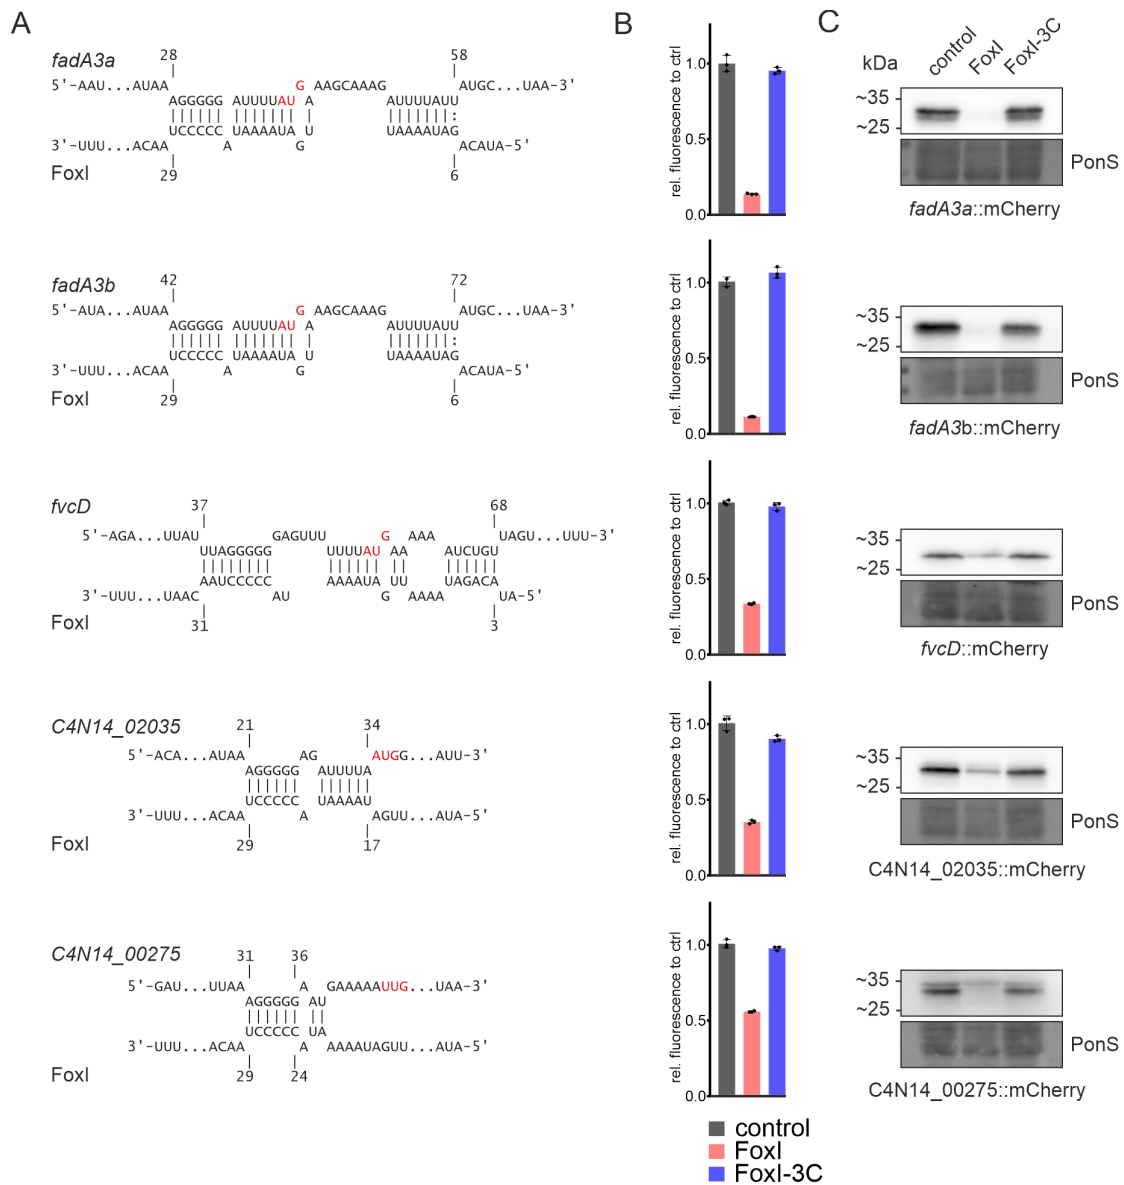 A
fadA3a
28 58
5'-AAU...AUAA G AAGCAAAG AUGC...UAA-3'
AGGGGG AUUUUAU A AUUUUAUU
UCCCCC UAAAAUA U UAAAAUAG
3'-UUU...ACAA A G ACAUA-5'
FoxI 29 6
fadA3b
42 72
5'-AUA...AUAA G AAGCAAAG AUGC...UAA-3'
AGGGGG AUUUUAU A AUUUUAUU
UCCCCC UAAAAUA U UAAAAUAG
3'-UUU...ACAA A G ACAUA-5'
FoxI 29 6
fvcD
37 68
5'-AGA...UUAU GAGUUU G AAA UAGU...UUU-3'
UUAGGGGG UUUUAU AA AUCUGU
AAUCCCCC AAAAUA UU UAGACA
3'-UUU...UAAC AU G AAAA UA-5'
FoxI 31 3
C4N14_02035
21 34
5'-ACA...AUAA AG AUGG...AUU-3'
AGGGGG AUUUUA
UCCCCC UAAAAU
3'-UUU...ACAA A AGUU...AUA-5'
FoxI 29 17
C4N14_00275
31 36
5'-GAU...UUAA A GAAAAAUUG...UAA-3'
AGGGGG AU
UCCCCC UA
3'-UUU...ACAA A AAAAUAGUU...AUA-5'
FoxI 29 24
B
rel. fluorescence to ctrl
1.0
0.5
0.0
rel. fluorescence to ctrl
1.0
0.5
0.0
rel. fluorescence to ctrl
1.0
0.5
0.0
rel. fluorescence to ctrl
1.0
0.5
0.0
rel. fluorescence to ctrl
1.0
0.5
0.0
control
FoxI
FoxI-3C
C
kDa control FoxI FoxI-3C
~35
~25
PonS
fadA3a::mCherry
~35
~25
PonS
fadA3b::mCherry
~35
~25
PonS
fvcD::mCherry
~35
~25
PonS
C4N14_02035::mCherry
~35
~25
PonS
C4N14_00275::mCherry